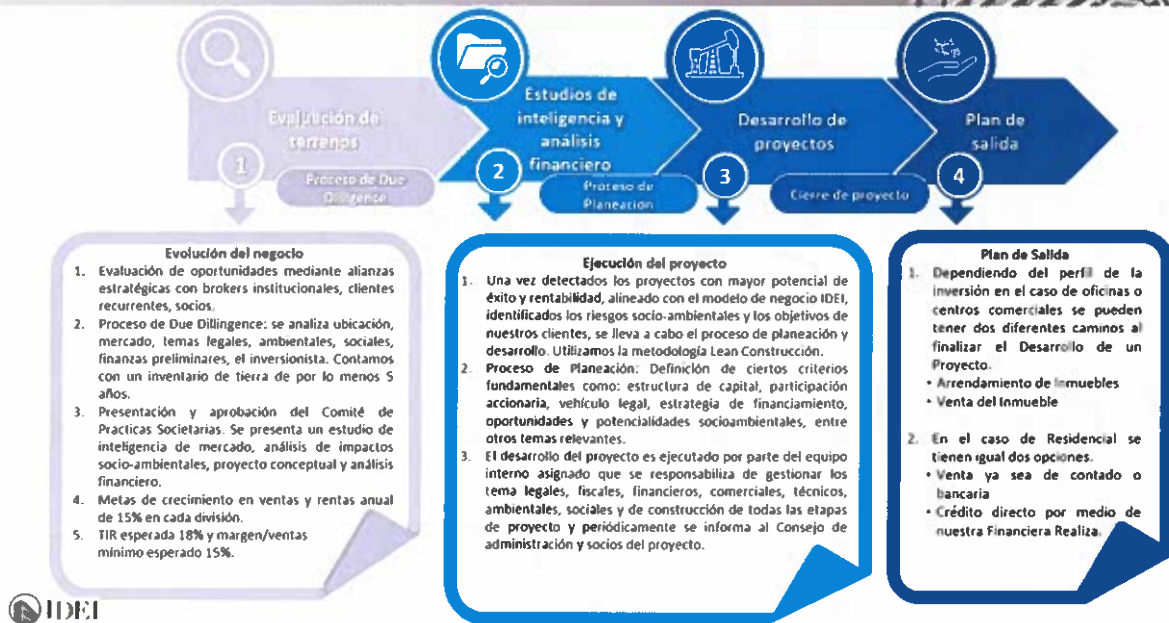 Evaluación de
terrenos
1
Proceso de Due
Diligence
Estudios de
inteligencia y
análisis
financiero
2
Proceso de
Planeación
Desarrollo de
proyectos
3
Cierre de proyecto
Plan de
salida
4
Evolución del negocio
1. Evaluación de oportunidades mediante alianzas
estratégicas con brokers institucionales, clientes
recurrentes, socios.
2. Proceso de Due Dillingence: se analiza ubicación,
mercado, temas legales, ambientales, sociales,
finanzas preliminares, el inversionista. Contamos
con un inventario de tierra de por lo menos 5
años.
3. Presentación y aprobación del Comité de
Practicas Societarias. Se presenta un estudio de
inteligencia de mercado, análisis de impactos
socio-ambientales, proyecto conceptual y análisis
financiero.
4. Metas de crecimiento en ventas y rentas anual
de 15% en cada división.
5. TIR esperada 18% y margen/ventas
mínimo esperado 15%.
Ejecución del proyecto
1. Una vez detectados los proyectos con mayor potencial de
éxito y rentabilidad, alineado con el modelo de negocio IDEI,
identificados los riesgos socio-ambientales y los objetivos de
nuestros clientes, se lleva a cabo el proceso de planeación y
desarrollo. Utilizamos la metodología Lean Construcción.
2. Proceso de Planeación: Definición de ciertos criterios
fundamentales como: estructura de capital, participación
accionaria, vehículo legal, estrategia de financiamiento,
oportunidades y potencialidades socioambientales, entre
otros temas relevantes.
3. El desarrollo del proyecto es ejecutado por parte del equipo
interno asignado que se responsabiliza de gestionar los
tema legales, fiscales, financieros, comerciales, técnicos,
ambientales, sociales y de construcción de todas las etapas
de proyecto y periódicamente se informa al Consejo de
administración y socios del proyecto.
Plan de Salida
1. Dependiendo del perfil de la
inversión en el caso de oficinas o
centros comerciales se pueden
tener dos diferentes caminos al
finalizar el Desarrollo de un
Proyecto.
• Arrendamiento de Inmuebles
• Venta del Inmueble
2. En el caso de Residencial se
tienen igual dos opciones.
• Venta ya sea de contado o
bancaria
• Crédito directo por medio de
nuestra Financiera Realiza.
IDEI